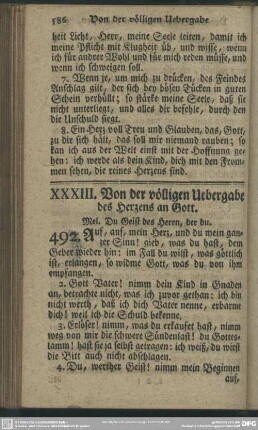 586 Von der völligen Uebergabe
heit Licht, Herr, meine Seele leiten, damit ich
meine Pflicht mit Klugheit üb, und wisse, wenn
ich für andrer Wohl und für mich reden müsse, und
wenn ich schweigen soll.
7. Wenn je, um mich zu drücken, des Feindes
Anschlag gilt, der sich bey bösen Tücken in guten
Schein verhüllt; so stärke meine Seele, daß sie
nicht unterliegt, und alles dir befehle, durch den
die Unschuld siegt.
8. Ein Herz voll Treu und Glauben, das, Gott,
zu dir sich hält, das soll mir niemand rauben; so
kan ich aus der Welt einst mit der Hoffnung ge-
hen: ich werde als dein Kind, dich mit den From-
men sehen, die reines Herzens sind.
XXXIII. Von der völligen Uebergabe
des Herzens an Gott.
Mel. Du Geist des Herren, der du.
492. Auf, auf, mein Herz, und du mein gan-
zer Sinn! gieb, was du hast, dem
Geber wieder hin: im Fall du wilst, was göttlich
ist, erlangen, so widme Gott, was du von ihm
empfangen.
2. Gott Vater! nimm dein Kind in Gnaden
an, betrachte nicht, was ich zuvor gethan: ich bin
nicht werth, daß ich dich Vater nenne, erbarme
dich! weil ich die Schuld bekenne.
3. Erlöser! nimm, was du erkaufet hast, nimm
weg von mir die schwere Sündenlast! du Gottes-
lamm! hast sie ja selbst getragen: ich weiß, du wirst
die Bitt auch nicht abschlagen.
4. Du, werther Geist! nimm mein Beginnen
auf,